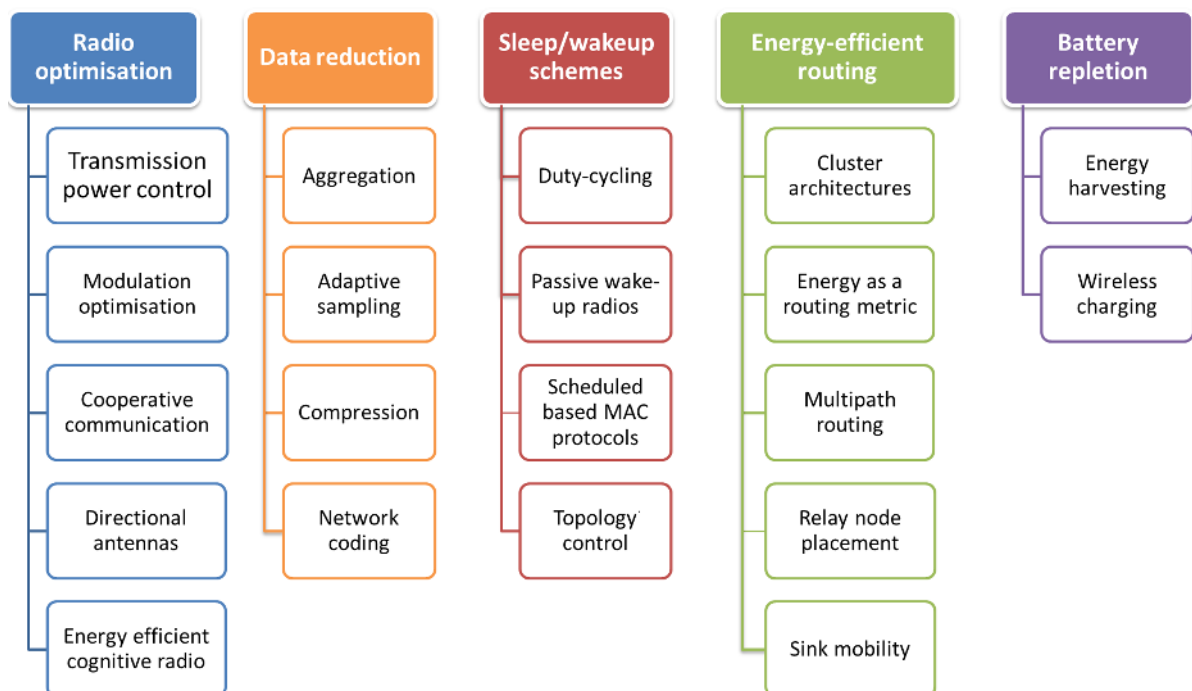 Radio
optimisation
Transmission
power control
Modulation
optimisation
Cooperative
communication
Directional
antennas
Energy efficient
cognitive radio
Data reduction
Aggregation
Adaptive
sampling
Compression
Network
coding
Sleep/wakeup
schemes
Duty-cycling
Passive wake-
up radios
Scheduled
based MAC
protocols
Topology
control
Energy-efficient
routing
Cluster
architectures
Energy as a
routing metric
Multipath
routing
Relay node
placement
Sink mobility
Battery
repletion
Energy
harvesting
Wireless
charging